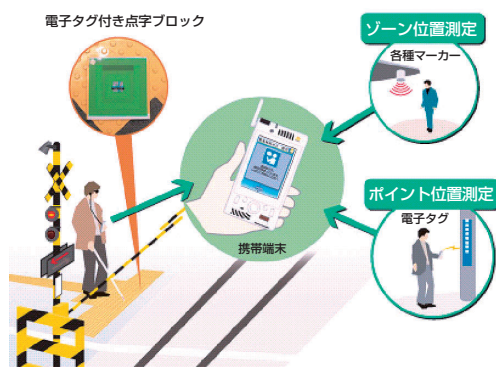 電子タグ付き点字ブロック
ゾーン位置測定
各種マーカー
ポイント位置測定
電子タグ
携帯端末